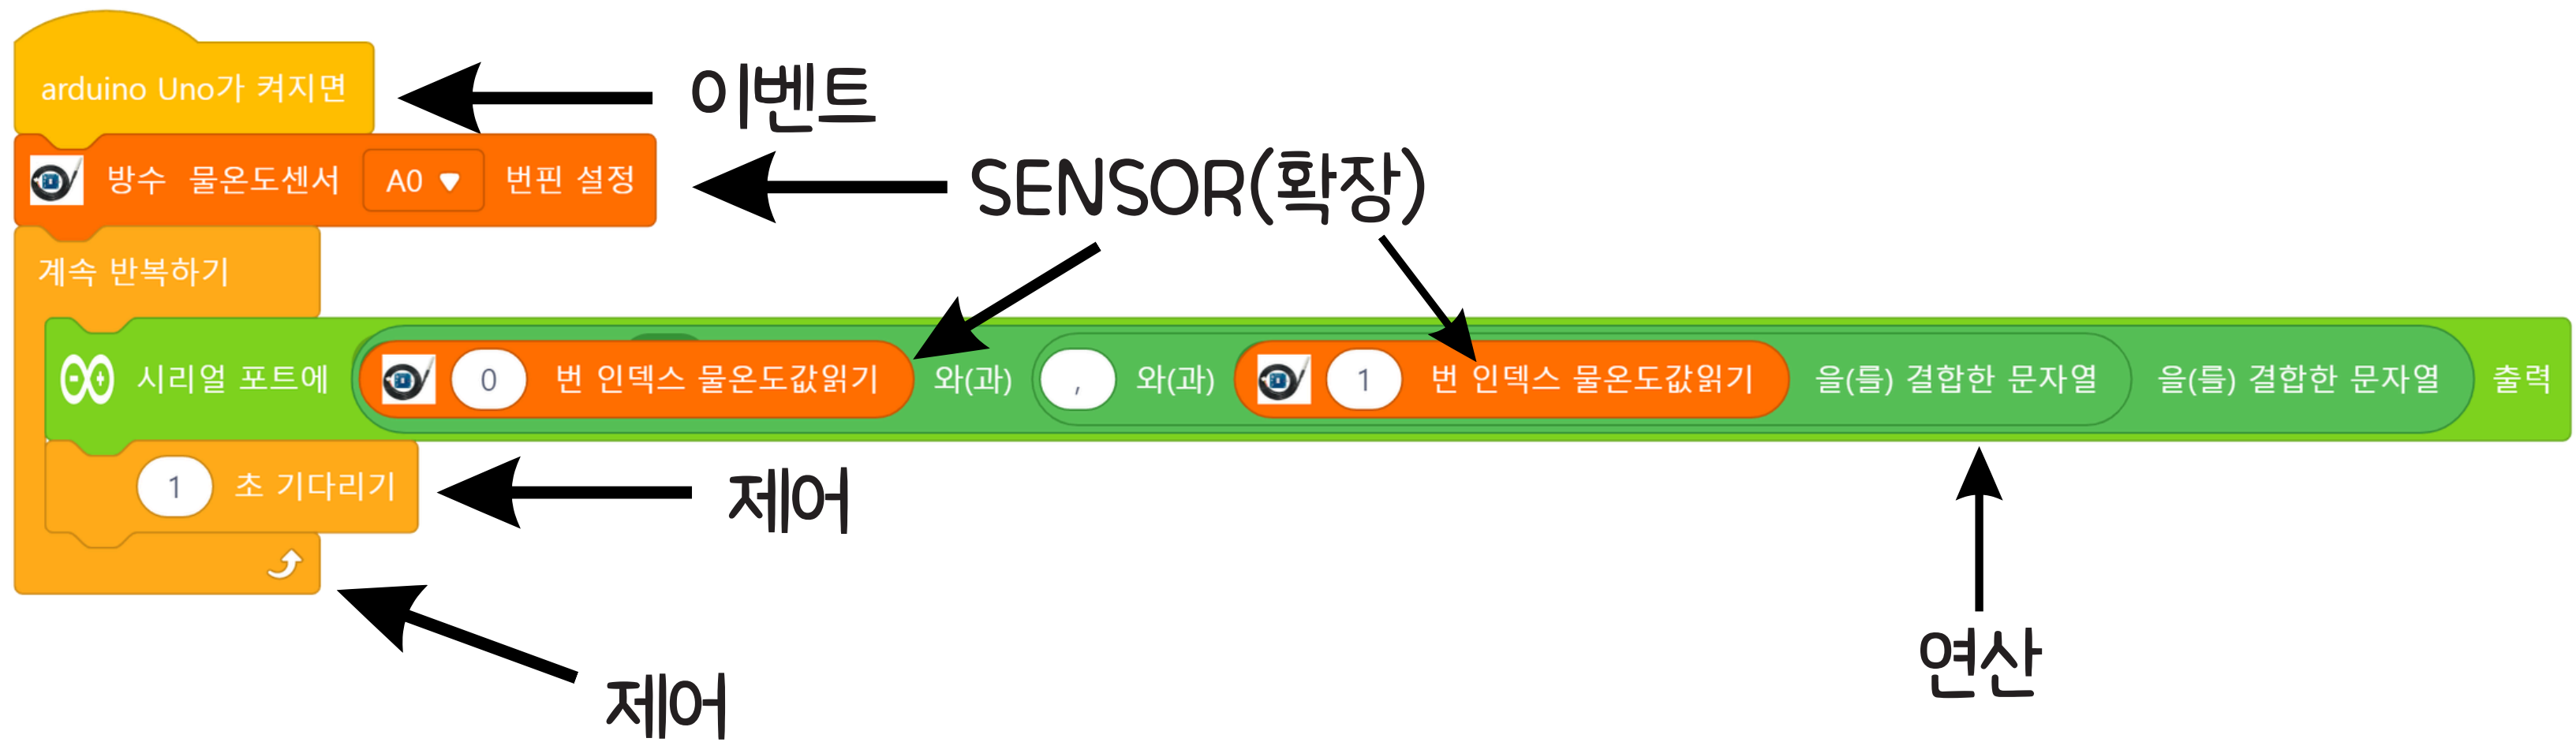 arduino Uno가 켜지면
이벤트
방수 물온도센서 A0 번핀 설정
SENSOR(확장)
계속 반복하기
시리얼 포트에 0 번 인덱스 물온도값읽기 와(과) , 와(과) 1 번 인덱스 물온도값읽기 을(를) 결합한 문자열 을(를) 결합한 문자열 출력
1 초 기다리기
제어
제어
연산